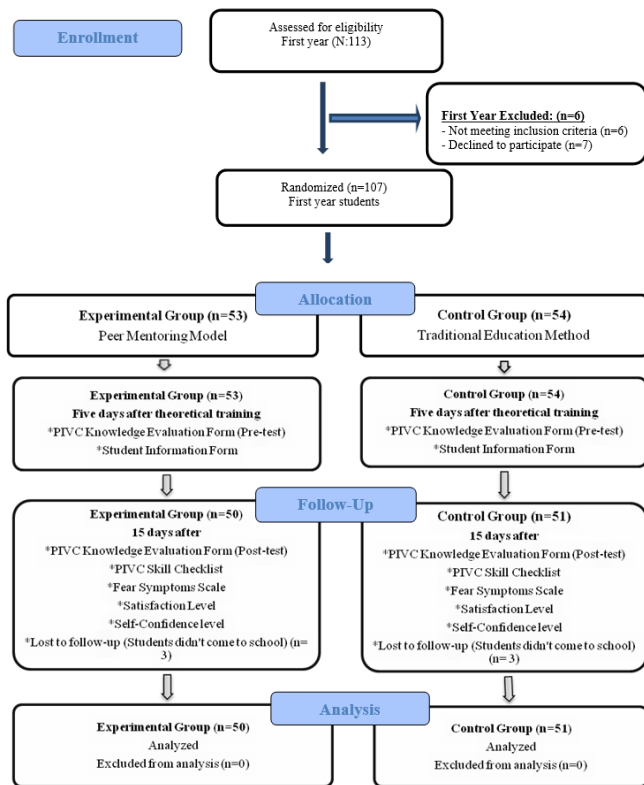 Enrollment
Assessed for eligibility
First year (N:113)
First Year Excluded: (n=6)
- Not meeting inclusion criteria (n=6)
- Declined to participate (n=7)
Randomized (n=107)
First year students
Allocation
Experimental Group (n=53)
Peer Mentoring Model
Control Group (n=54)
Traditional Education Method
Experimental Group (n=53)
Five days after theoretical training
*PIVC Knowledge Evaluation Form (Pre-test)
*Student Information Form
Control Group (n=54)
Five days after theoretical training
*PIVC Knowledge Evaluation Form (Pre-test)
*Student Information Form
Follow-Up
Experimental Group (n=50)
15 days after
*PIVC Knowledge Evaluation Form (Post-test)
*PIVC Skill Checklist
*Fear Symptoms Scale
*Satisfaction Level
*Self-Confidence level
*Lost to follow-up (Students didn't come to school) (n=
3)
Control Group (n=51)
15 days after
*PIVC Knowledge Evaluation Form (Post-test)
*PIVC Skill Checklist
*Fear Symptoms Scale
*Satisfaction Level
*Self-Confidence level
*Lost to follow-up (Students didn't come to school)
(n= 3)
Analysis
Experimental Group (n=50)
Analyzed
Excluded from analysis (n=0)
Control Group (n=51)
Analyzed
Excluded from analysis (n=0)